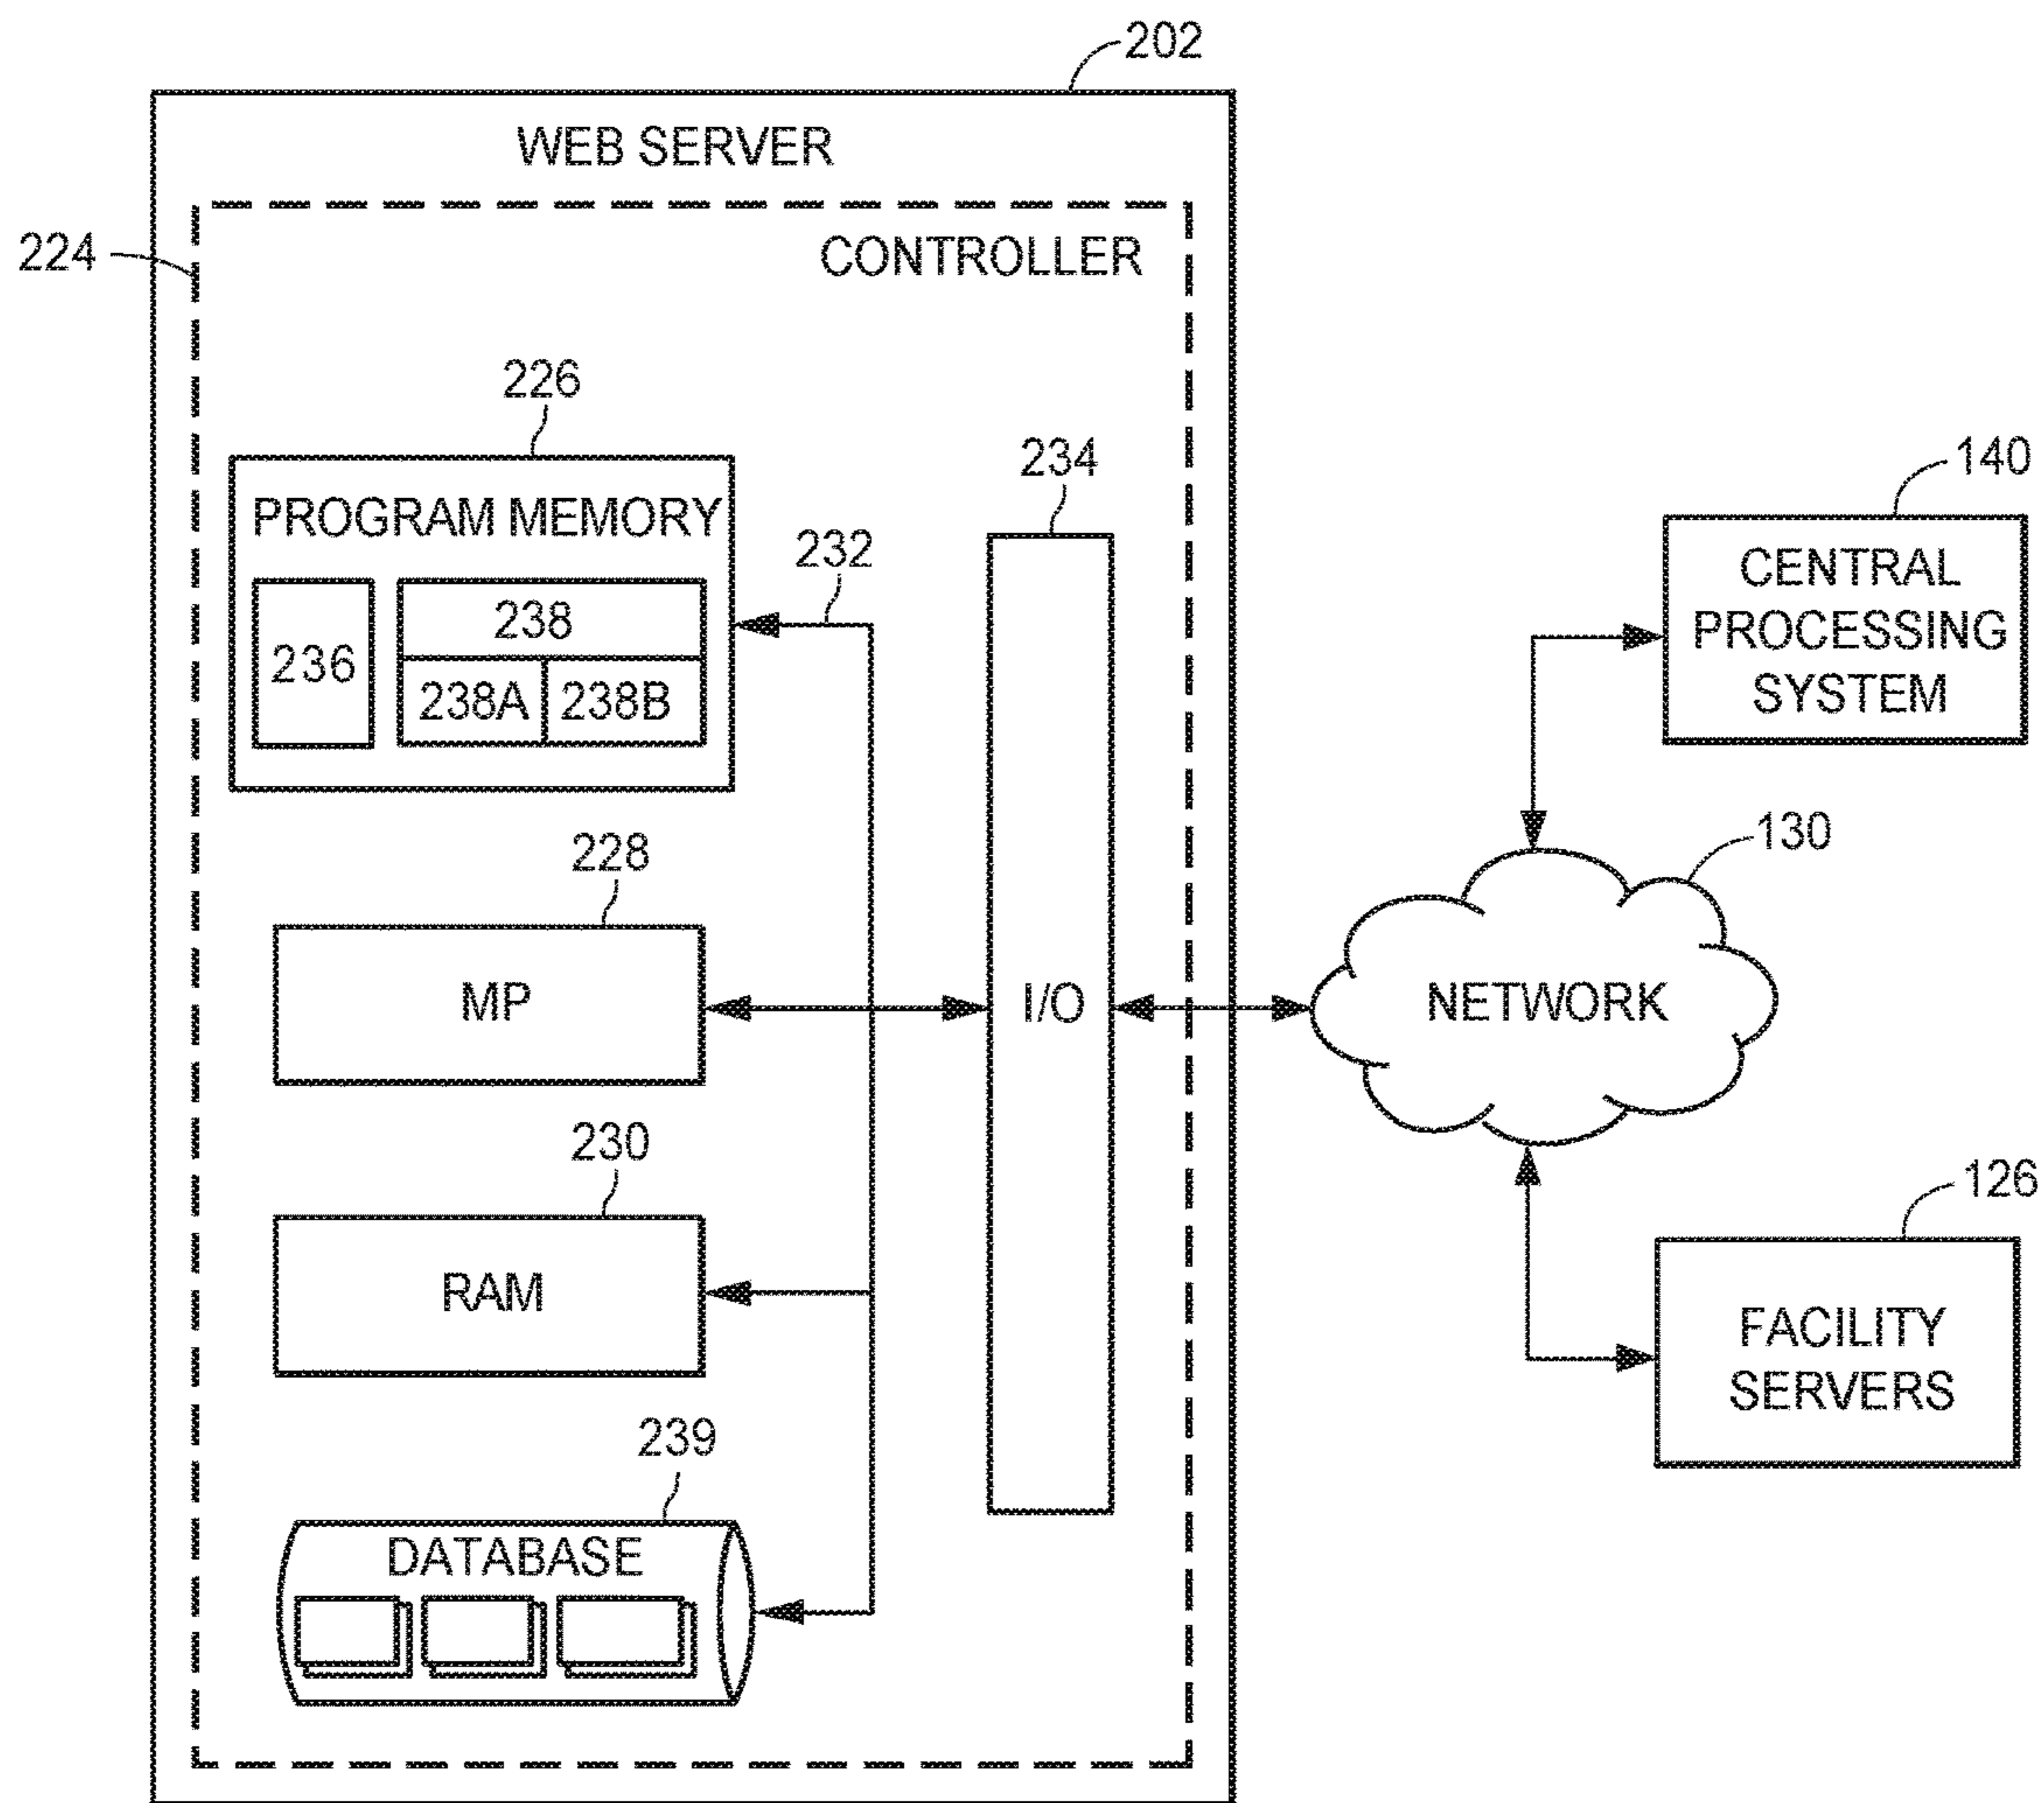 202
WEB SERVER
224
CONTROLLER
226
PROGRAM MEMORY
236
238
238A
238B
232
234
I/O
228
MP
230
RAM
239
DATABASE
140
CENTRAL
PROCESSING
SYSTEM
130
NETWORK
126
FACILITY
SERVERS